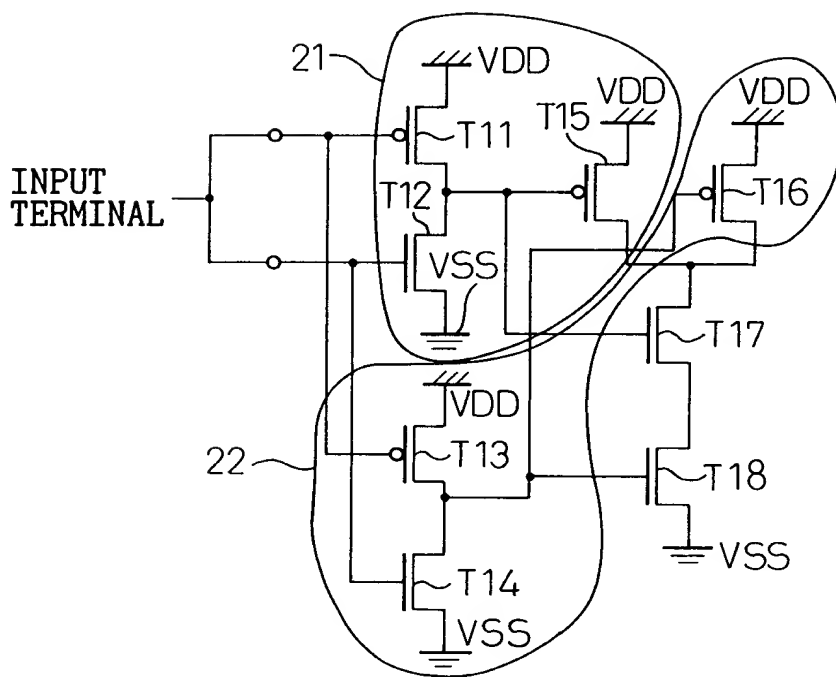 21
VDD
T11
T15
VDD
VDD
INPUT
TERMINAL
T12
T16
VSS
T17
VDD
22
T13
T18
T14
VSS
VSS